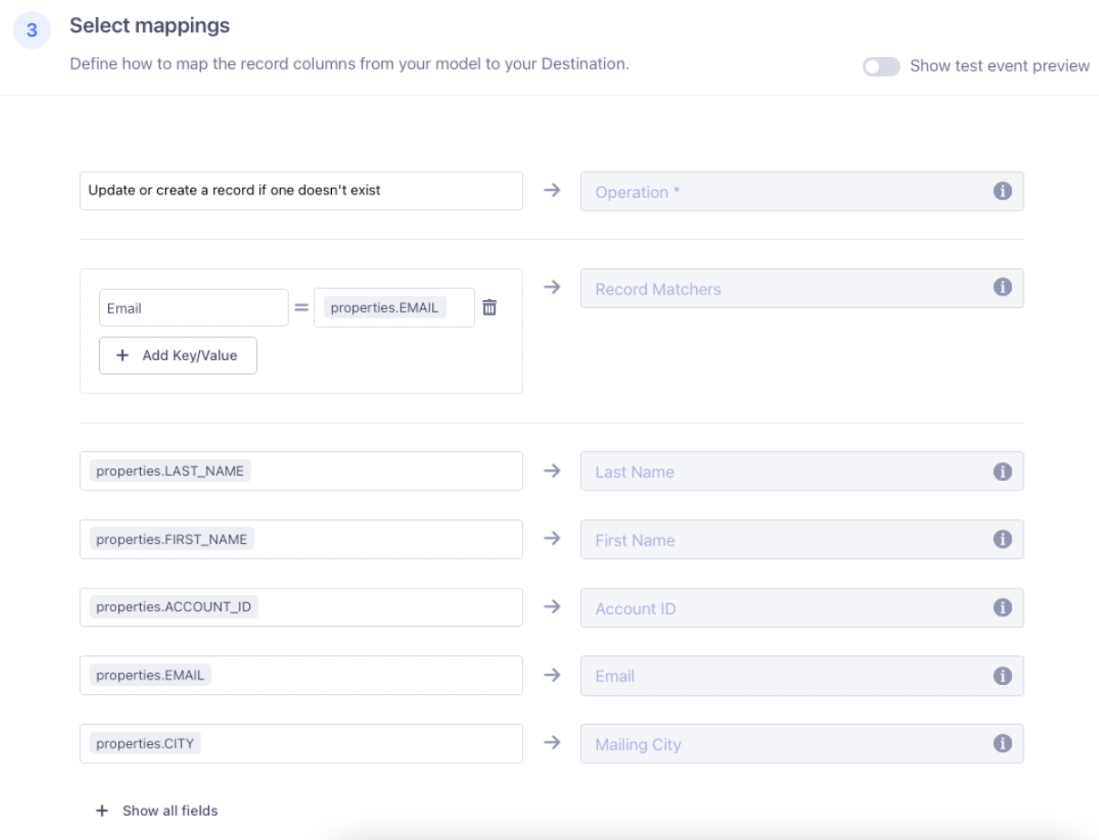 3
Select mappings
Define how to map the record columns from your model to your Destination.
Show test event preview
Update or create a record if one doesn't exist → Operation *
Email = properties.EMAIL → Record Matchers
+ Add Key/Value
properties.LAST_NAME → Last Name
properties.FIRST_NAME → First Name
properties.ACCOUNT_ID → Account ID
properties.EMAIL → Email
properties.CITY → Mailing City
+ Show all fields